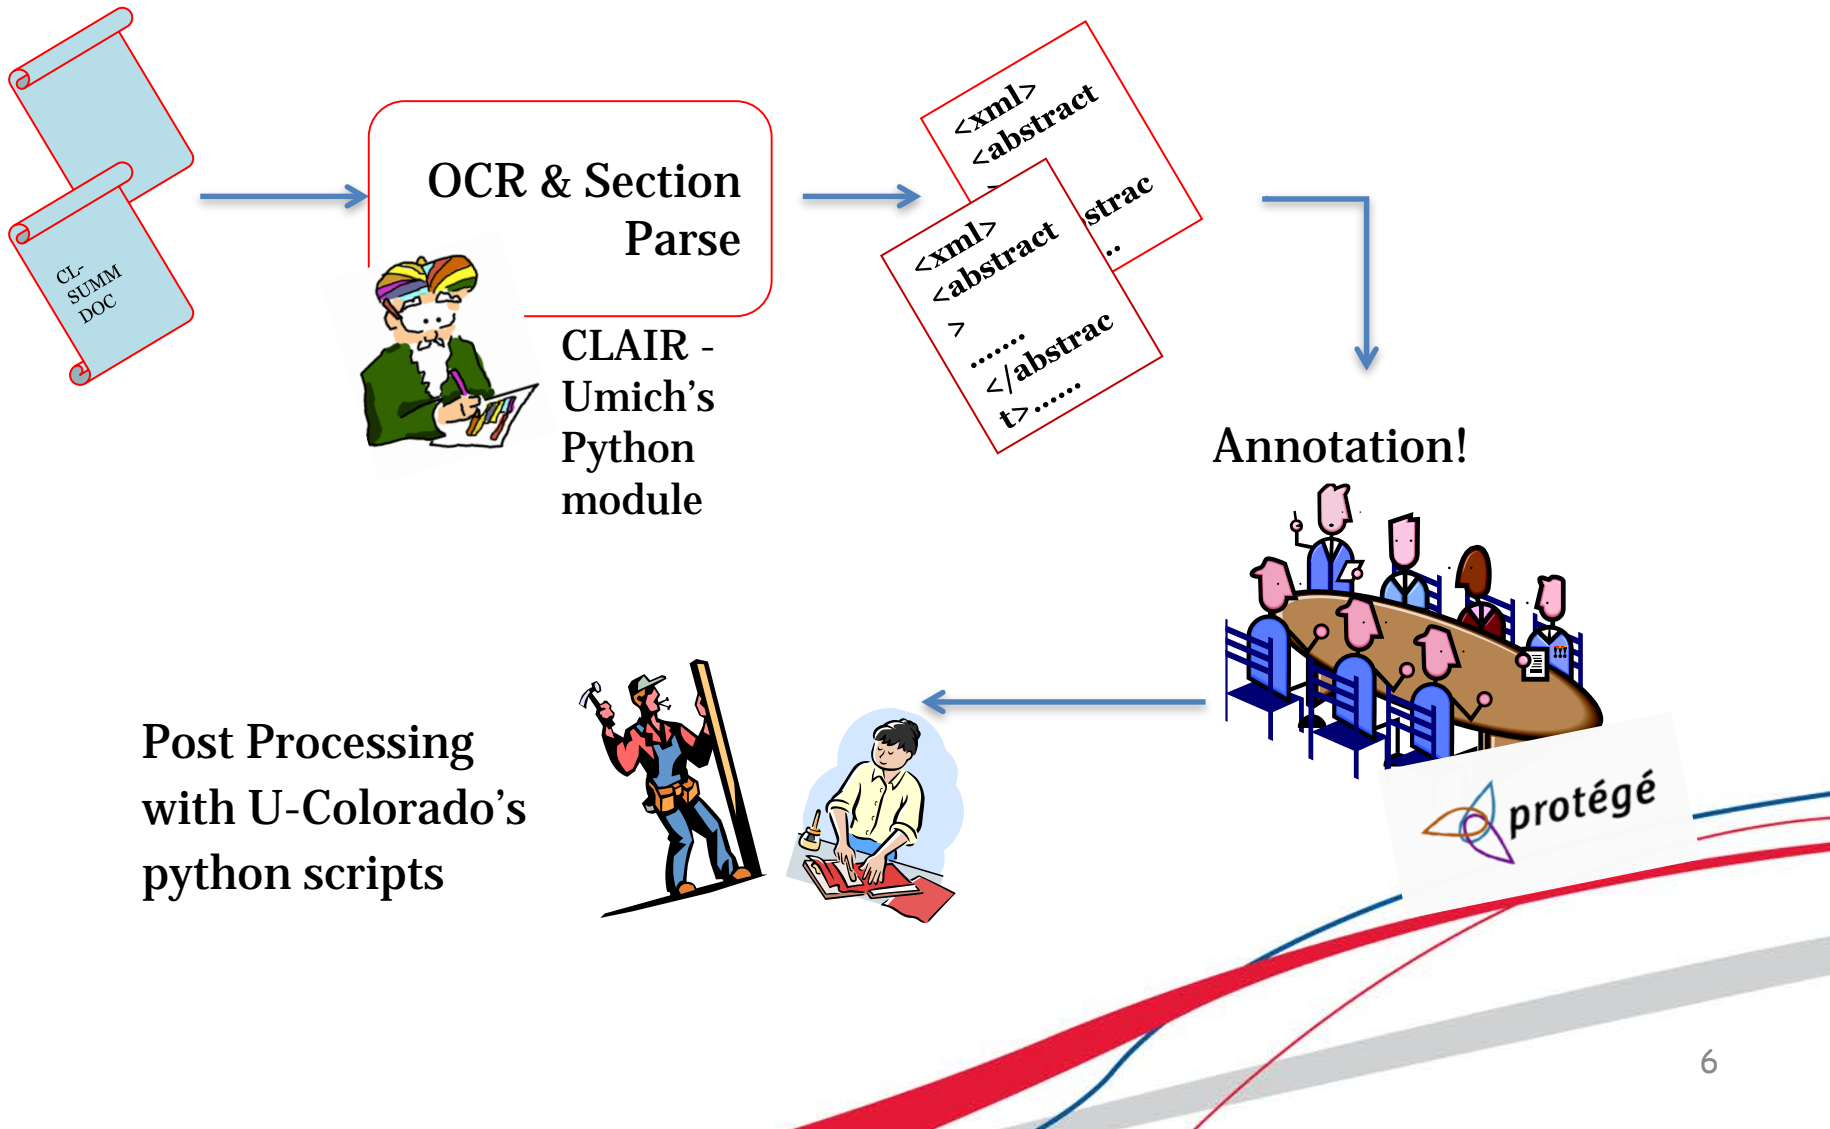 CL-
SUMM
DOC
OCR & Section
Parse
CLAIR -
Umich's
Python
module
<xml>
<abstract
>
strac
..
<xml>
<abstract
>
.......
</abstrac
t>......
Annotation!
protégé
Post Processing
with U-Colorado's
python scripts
6